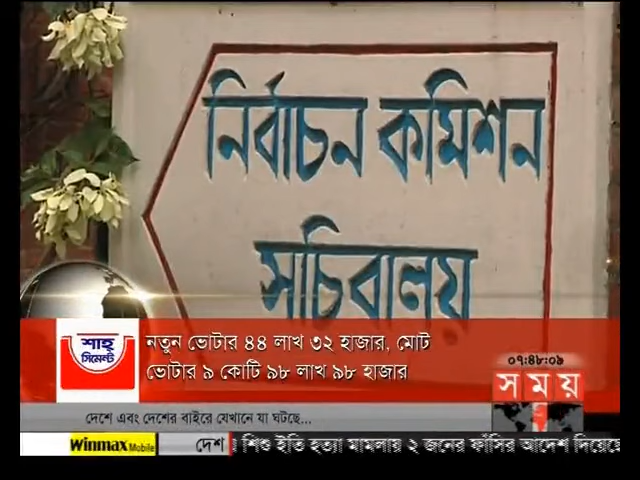 নির্বাচন কমিশন
সচিবালয়
শাহ্
সিমেন্ট
নতুন ভোটার ৪৪ লাখ ৩২ হাজার, মোট
ভোটার ৯ কোটি ৯৮ লাখ ৯৮ হাজার
০৭:৪৮:০৯
সময়
দেশে এবং দেশের বাইরে যেখানে যা ঘটছে...
Winmax Mobile
দেশ
শিশু ইতি হত্যা মামলায় ২ জনের ফাঁসির আদেশ দিয়েছে